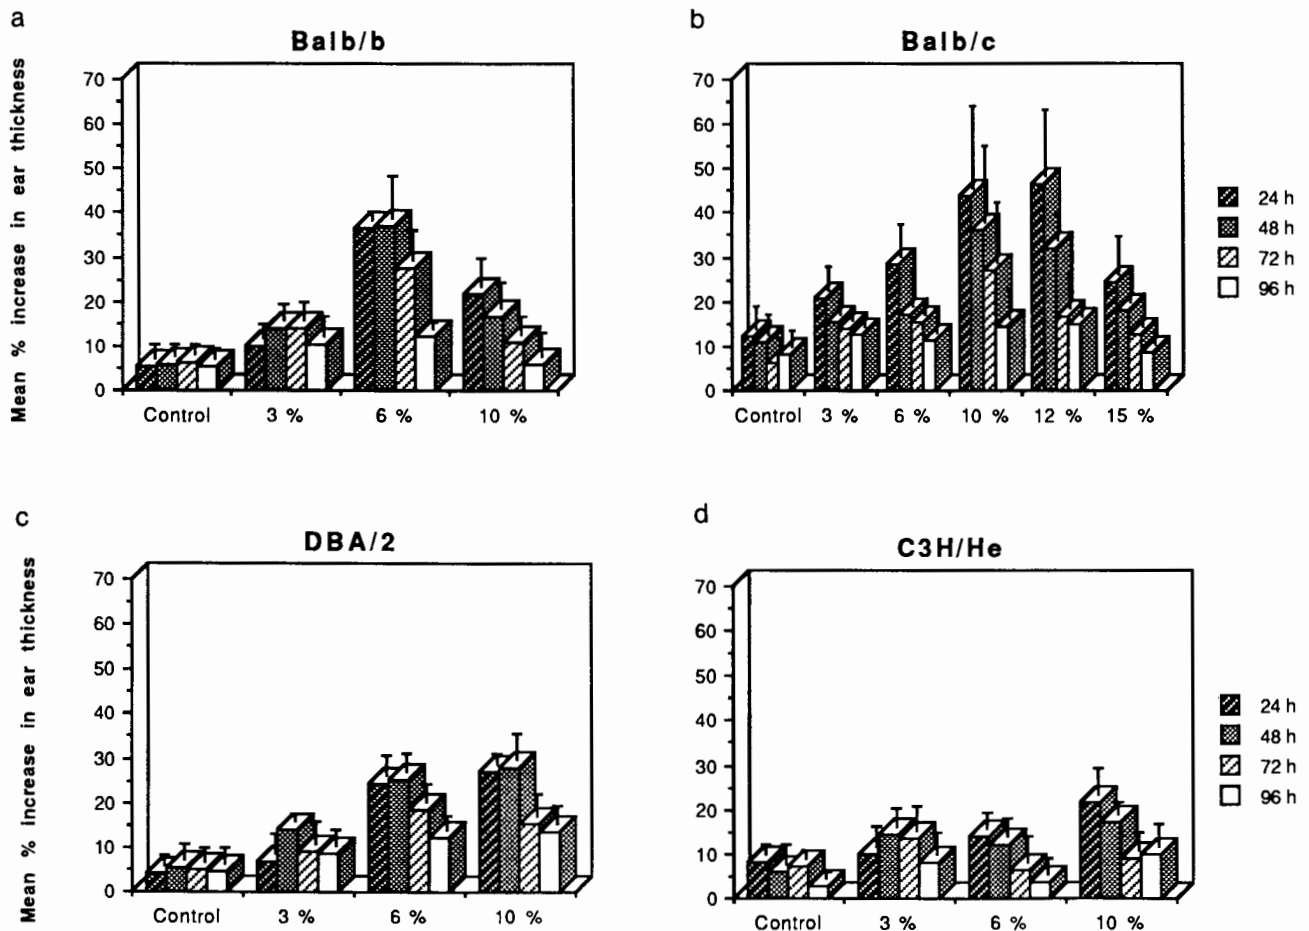 a
Balb/b
Mean % increase in ear thickness
70
60
50
40
30
20
10
0
Control 3 % 6 % 10 %
b
Balb/c
70
60
50
40
30
20
10
0
Control 3 % 6 % 10 % 12 % 15 %
24 h
48 h
72 h
96 h
c
DBA/2
Mean % increase in ear thickness
70
60
50
40
30
20
10
0
Control 3 % 6 % 10 %
d
C3H/He
70
60
50
40
30
20
10
0
Control 3 % 6 % 10 %
24 h
48 h
72 h
96 h